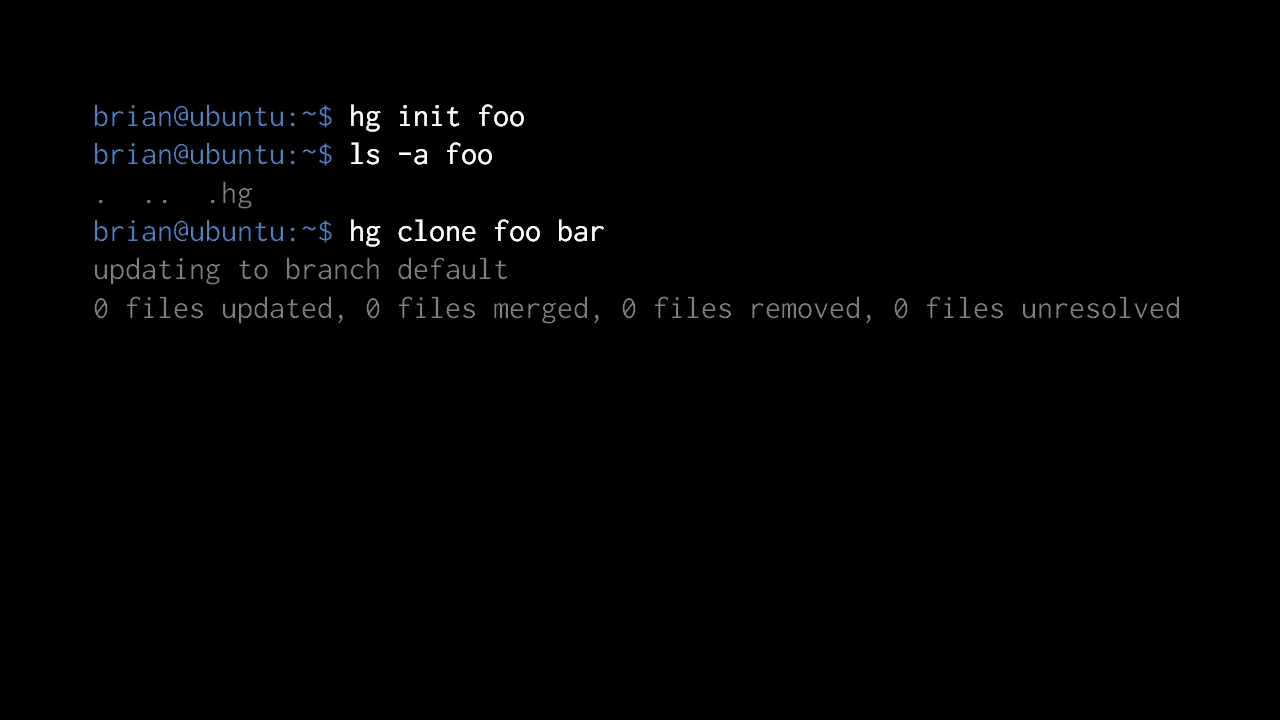 brian@ubuntu:~$ hg init foo
brian@ubuntu:~$ ls -a foo
.  ..  .hg
brian@ubuntu:~$ hg clone foo bar
updating to branch default
0 files updated, 0 files merged, 0 files removed, 0 files unresolved